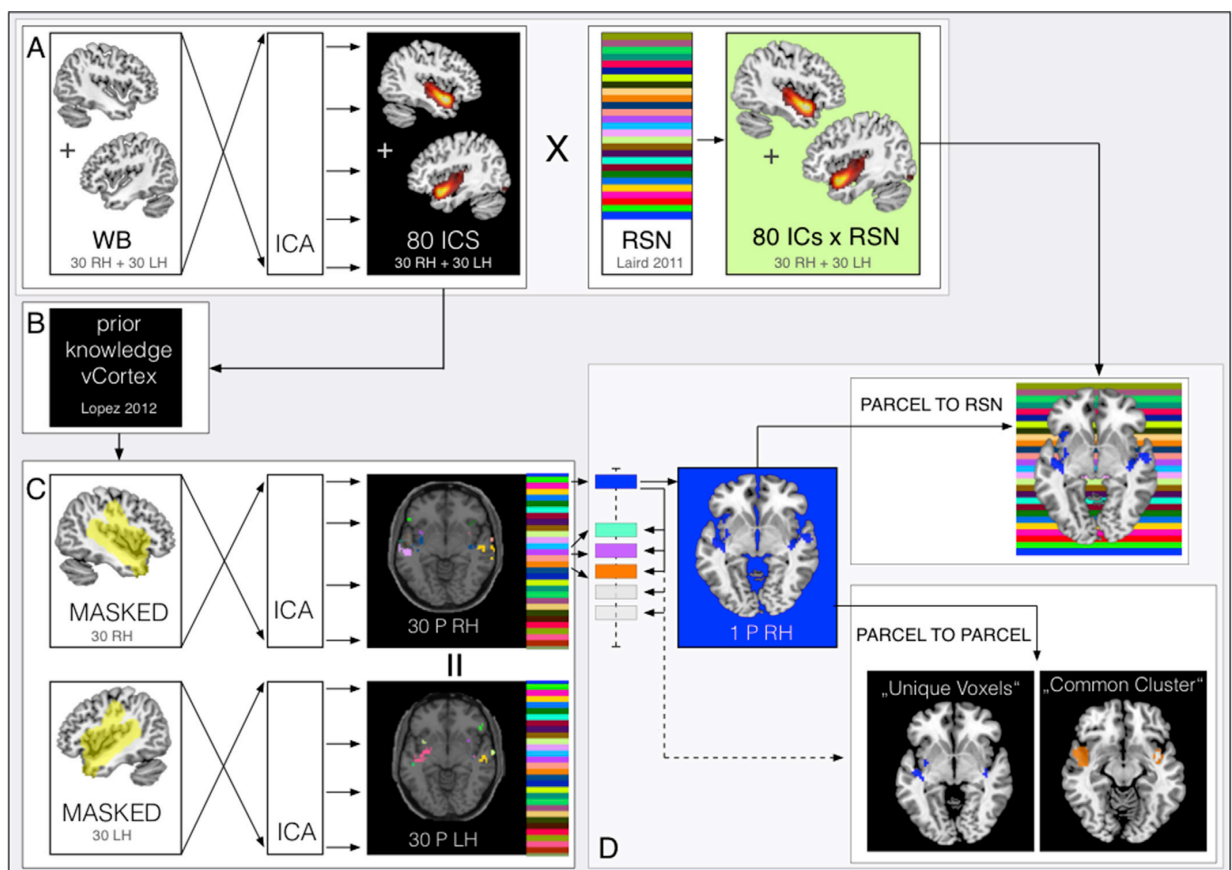 A
+
WB
30 RH + 30 LH
ICA
+
80 ICS
30 RH + 30 LH
X
RSN
Laird 2011
+
80 ICs x RSN
30 RH + 30 LH
B
prior
knowledge
vCortex
Lopez 2012
C
MASKED
30 RH
ICA
30 P RH
=
MASKED
30 LH
ICA
30 P LH
D
1 P RH
PARCEL TO RSN
PARCEL TO PARCEL
„Unique Voxels“
„Common Cluster“